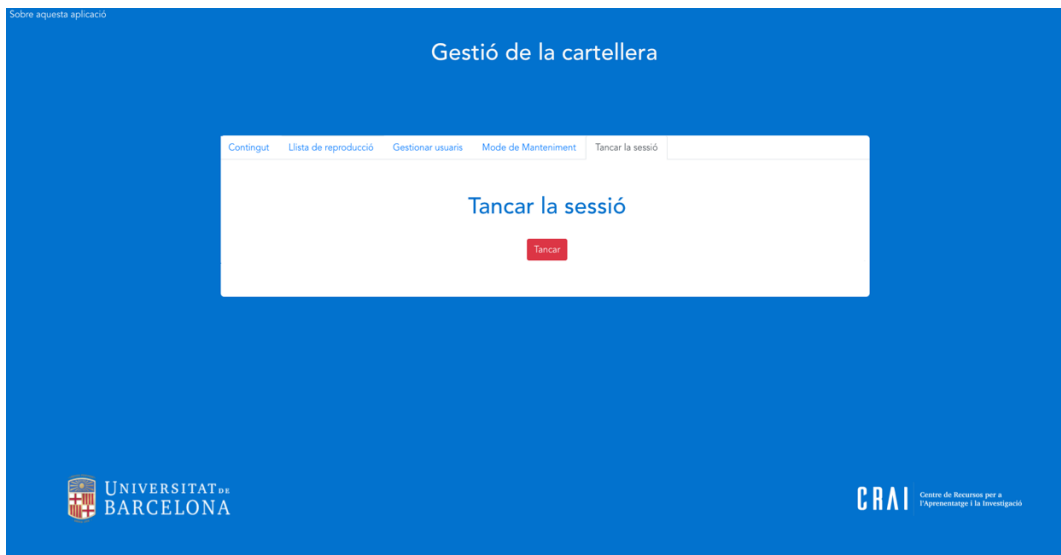 Sobre aquesta aplicació
Gestió de la cartellera
Contingut Llista de reproducció Gestionar usuaris Mode de Manteniment Tancar la sessió
Tancar la sessió
Tancar
UNIVERSITAT DE
BARCELONA
CRAI
Centre de Recursos per a
l'Aprenentatge i la Investigació